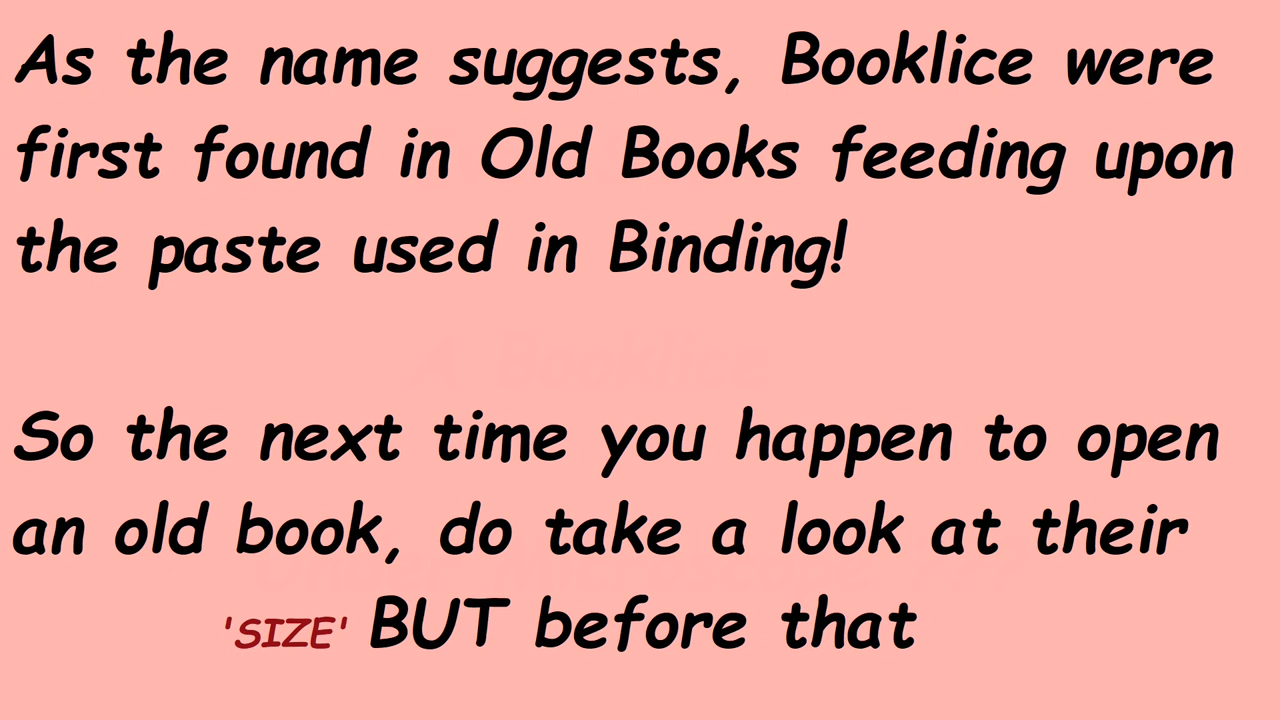 As the name suggests, Booklice were
first found in Old Books feeding upon
the paste used in Binding!
A Booklice
So the next time you happen to open
an old book, do take a look at their
'SIZE' BUT before that